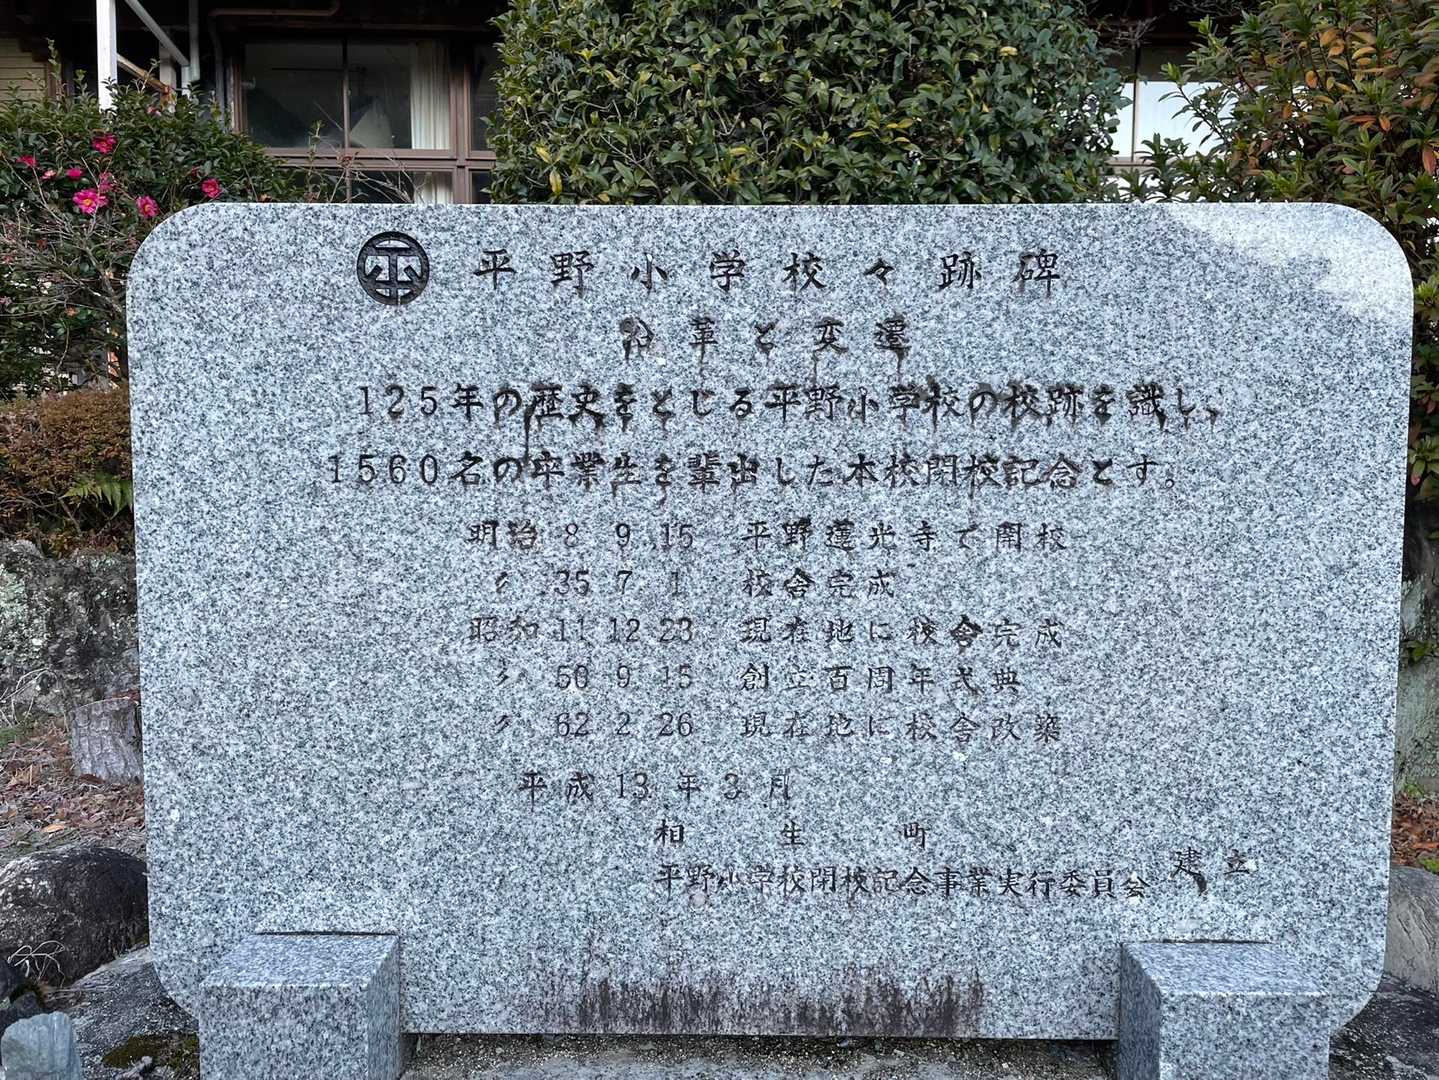 平 平野小学校々跡碑
沿革と変遷
125年の歴史をとじる平野小学校の校跡を識し、
1560名の卒業生を輩出した本校閉校記念とす。
明治 8 9 15 平野蓮光寺で開校
〃 35 7 1 校舎完成
昭和 11 12 23 現在地に校舎完成
〃 50 9 15 創立百周年式典
〃 62 2 26 現在地に校舎改築
平成13年3月
相生町
平野小学校閉校記念事業実行委員会 建立